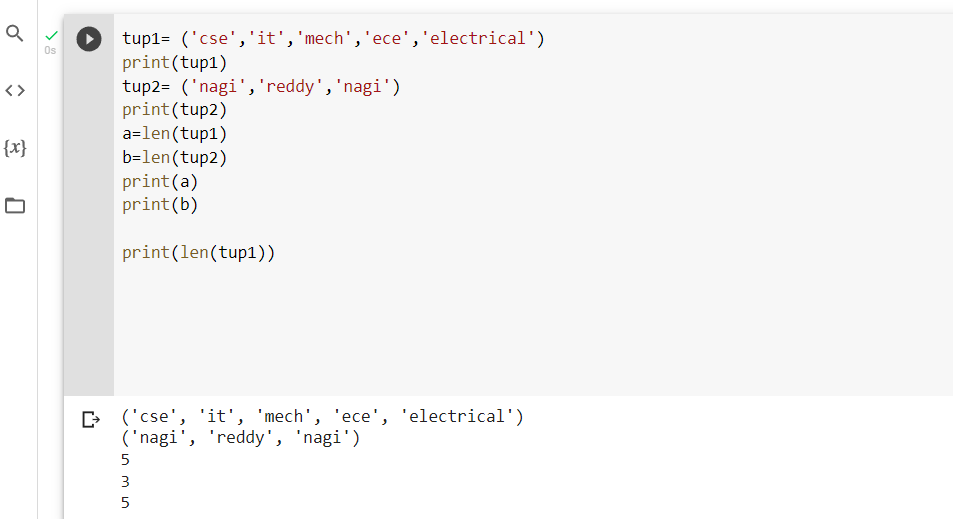 0s
tup1= ('cse','it','mech','ece','electrical')
print(tup1)
tup2= ('nagi','reddy','nagi')
print(tup2)
a=len(tup1)
b=len(tup2)
print(a)
print(b)
print(len(tup1))
{x}
('cse', 'it', 'mech', 'ece', 'electrical')
('nagi', 'reddy', 'nagi')
5
3
5